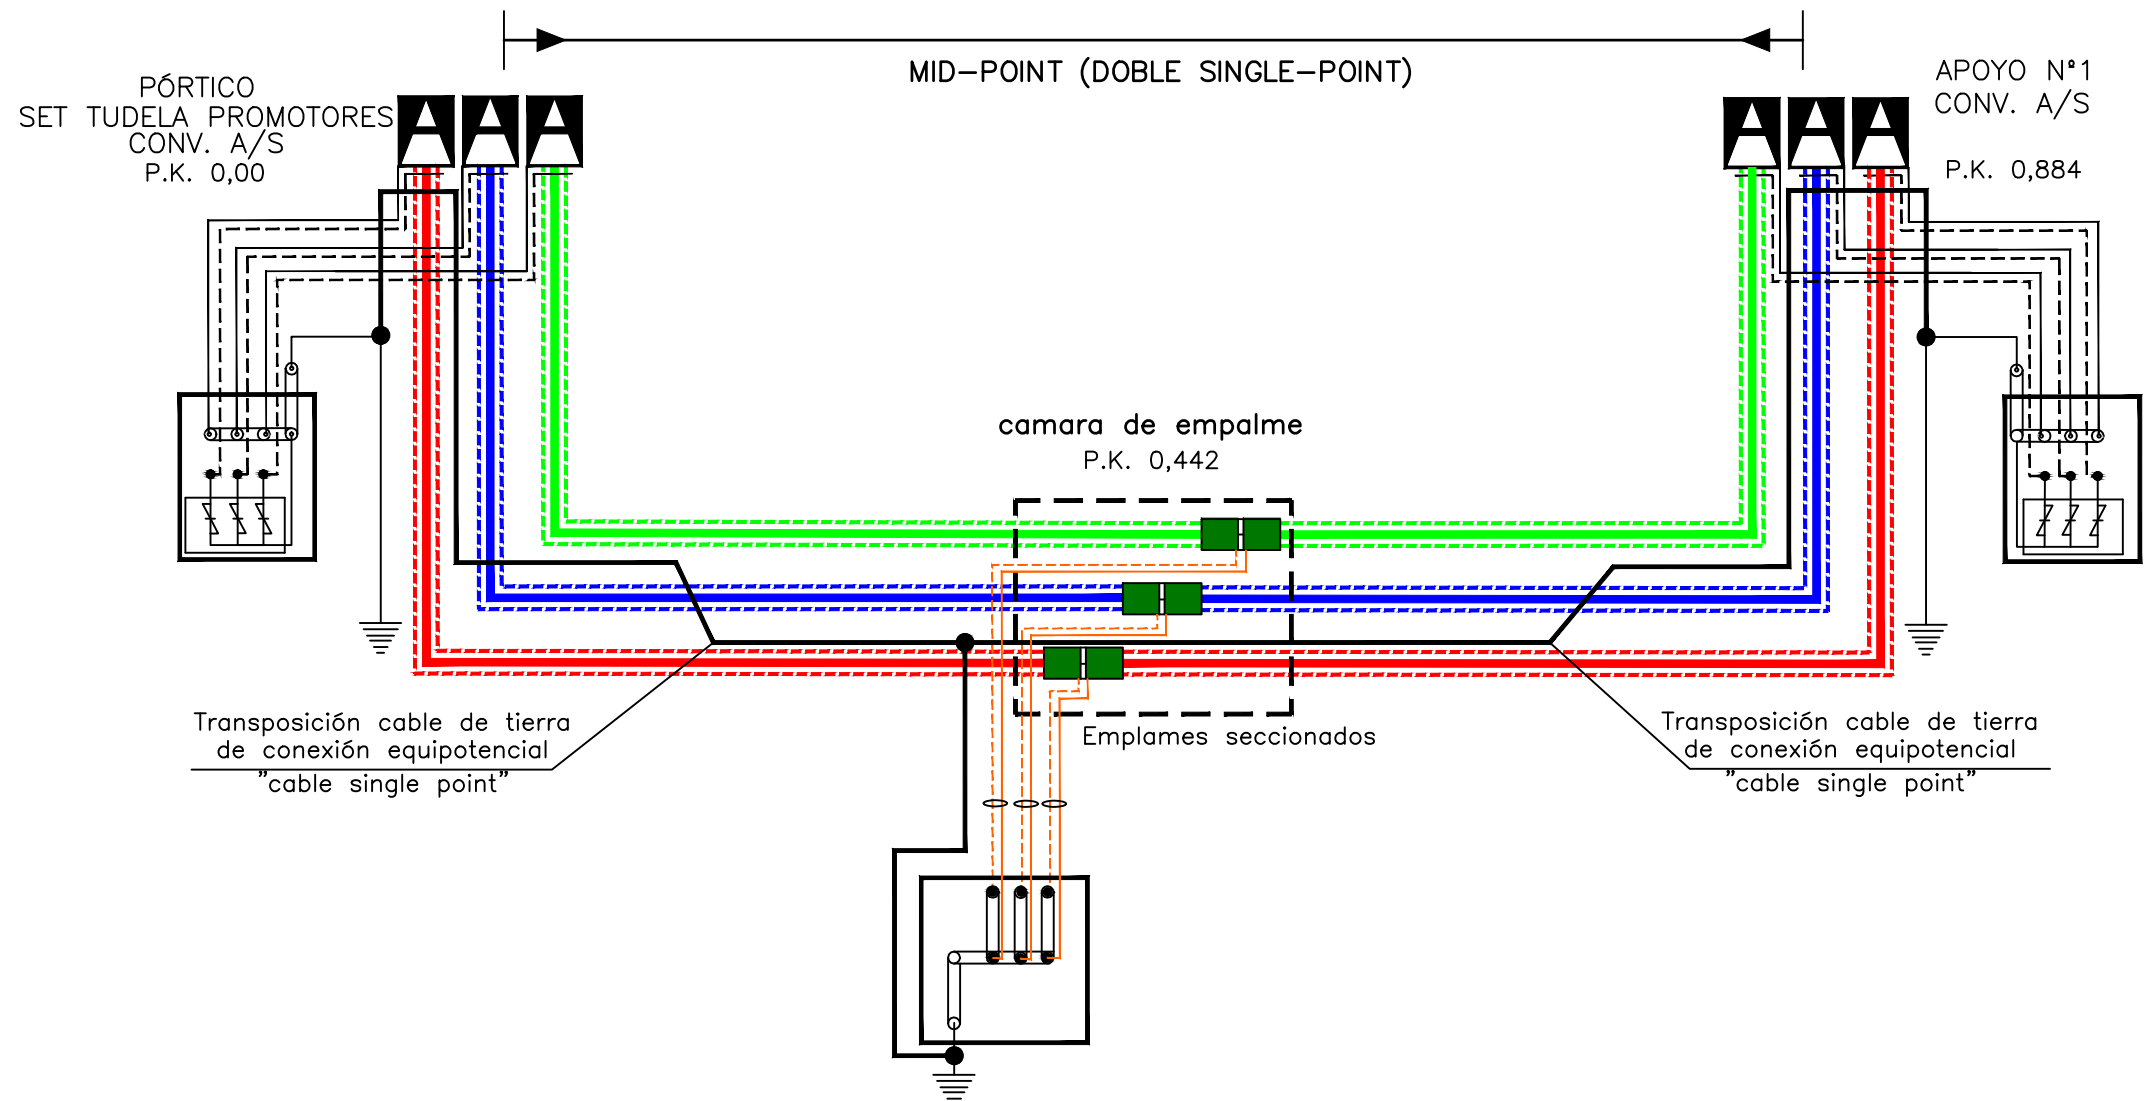 MID-POINT (DOBLE SINGLE-POINT)
PÓRTICO
SET TUDELA PROMOTORES
CONV. A/S
P.K. 0,00
APOYO Nº1
CONV. A/S
P.K. 0,884
camara de empalme
P.K. 0,442
Emplames seccionados
Transposición cable de tierra
de conexión equipotencial
"cable single point"
Transposición cable de tierra
de conexión equipotencial
"cable single point"